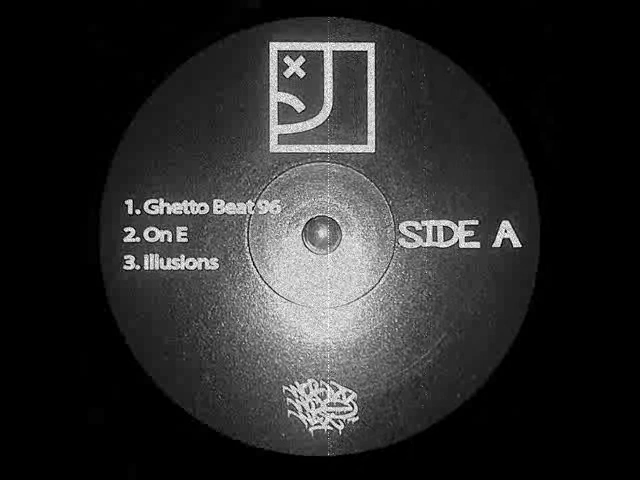 1. Ghetto Beat 96
2. On E
3. Illusions
SIDE A